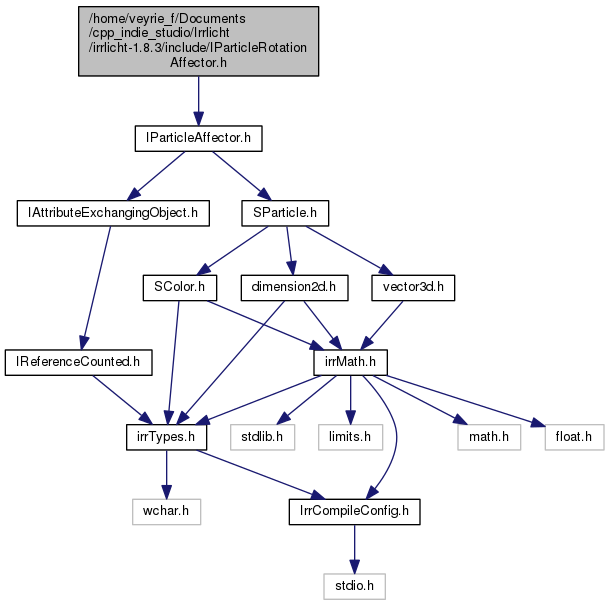 /home/veyrie_f/Documents
/cpp_indie_studio/Irrlicht
/irrlicht-1.8.3/include/IParticleRotation
Affector.h
IParticleAffector.h
IAttributeExchangingObject.h
SParticle.h
SColor.h
dimension2d.h
vector3d.h
IReferenceCounted.h
irrMath.h
irrTypes.h
stdlib.h
limits.h
math.h
float.h
wchar.h
IrrCompileConfig.h
stdio.h